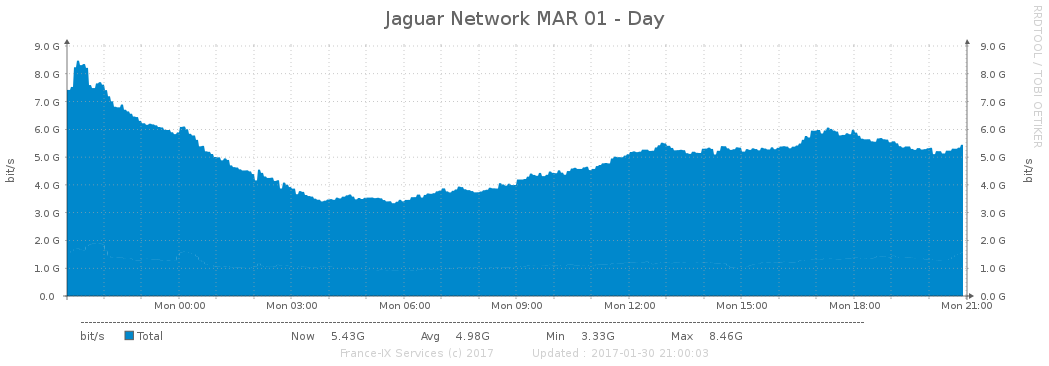 Jaguar Network MAR 01 - Day
RRDTOOL / TOBI OETIKER
9.0 G 9.0 G
8.0 G 8.0 G
7.0 G 7.0 G
6.0 G 6.0 G
5.0 G 5.0 G
4.0 G 4.0 G
3.0 G 3.0 G
2.0 G 2.0 G
1.0 G 1.0 G
0.0 0.0 G
bit/s
bit/s
Mon 00:00 Mon 03:00 Mon 06:00 Mon 09:00 Mon 12:00 Mon 15:00 Mon 18:00 Mon 21:00
bit/s Total Now 5.43G Avg 4.98G Min 3.33G Max 8.46G
France-IX Services (c) 2017 Updated : 2017-01-30 21:00:03